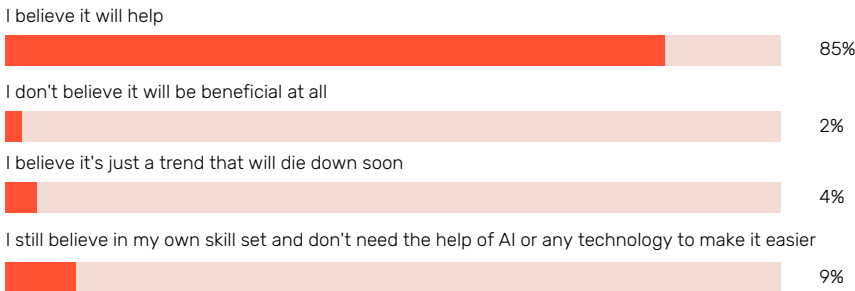 I believe it will help
85%
I don't believe it will be beneficial at all
2%
I believe it's just a trend that will die down soon
4%
I still believe in my own skill set and don't need the help of AI or any technology to make it easier
9%